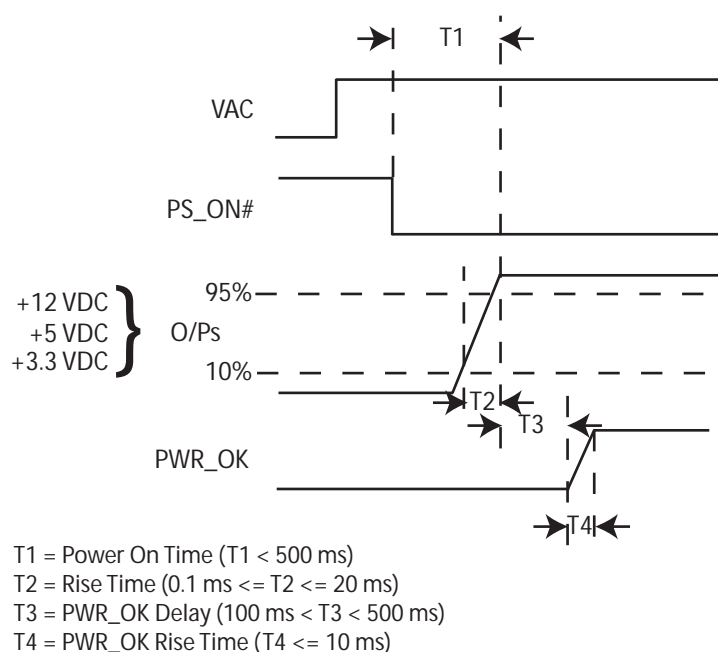 T1
VAC
PS_ON#
95%
+12 VDC
+5 VDC
+3.3 VDC
}
O/Ps
10%
T2
T3
PWR_OK
T4
T1 = Power On Time (T1 < 500 ms)
T2 = Rise Time (0.1 ms <= T2 <= 20 ms)
T3 = PWR_OK Delay (100 ms < T3 < 500 ms)
T4 = PWR_OK Rise Time (T4 <= 10 ms)